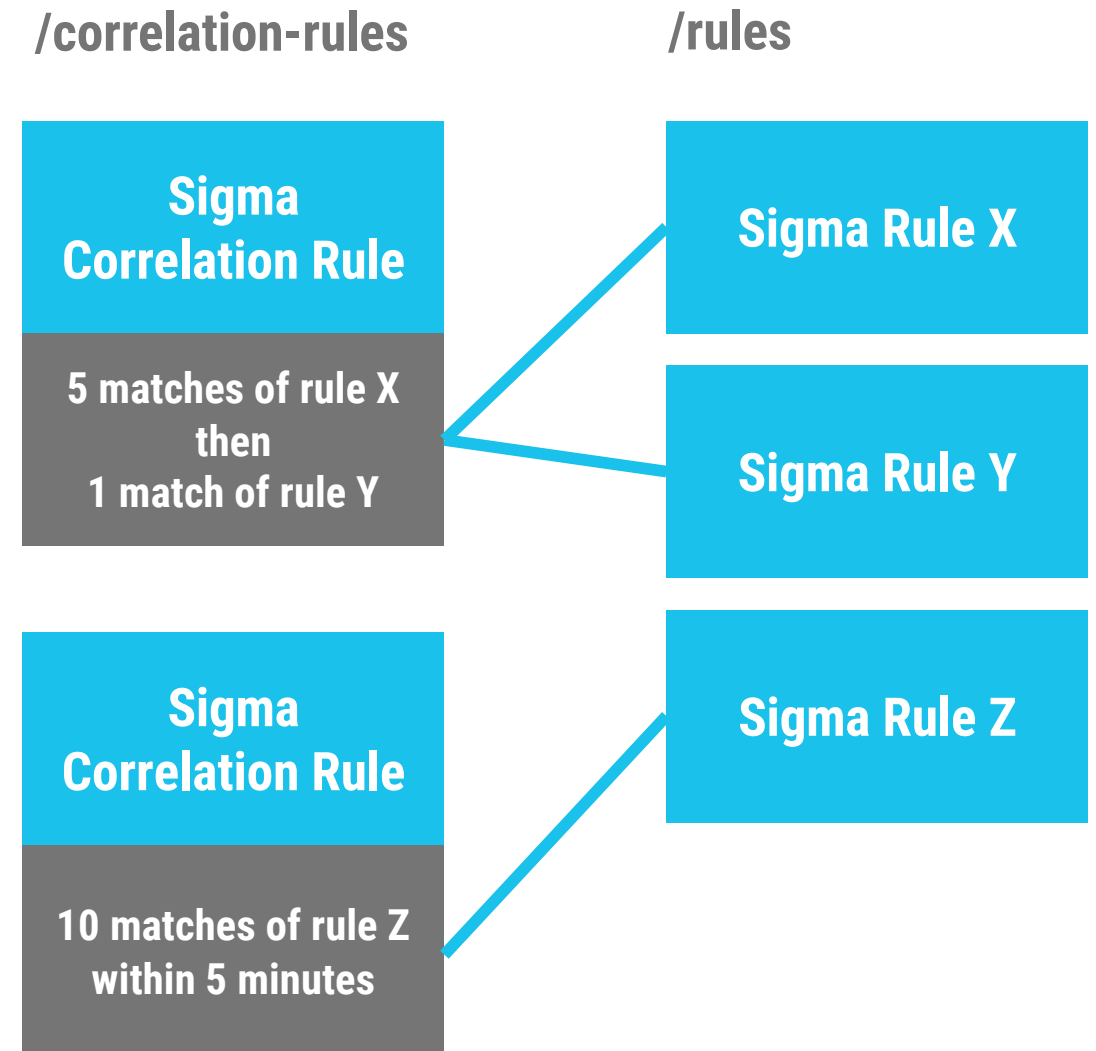 /correlation-rules
/rules
Sigma
Correlation Rule
5 matches of rule X
then
1 match of rule Y
Sigma Rule X
Sigma Rule Y
Sigma
Correlation Rule
10 matches of rule Z
within 5 minutes
Sigma Rule Z